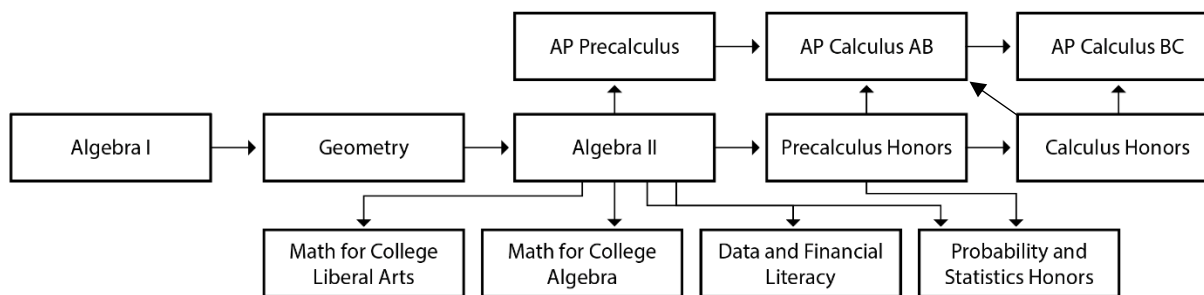 AP Precalculus
AP Calculus AB
AP Calculus BC
Algebra I
Geometry
Algebra II
Precalculus Honors
Calculus Honors
Math for College
Liberal Arts
Math for College
Algebra
Data and Financial
Literacy
Probability and
Statistics Honors